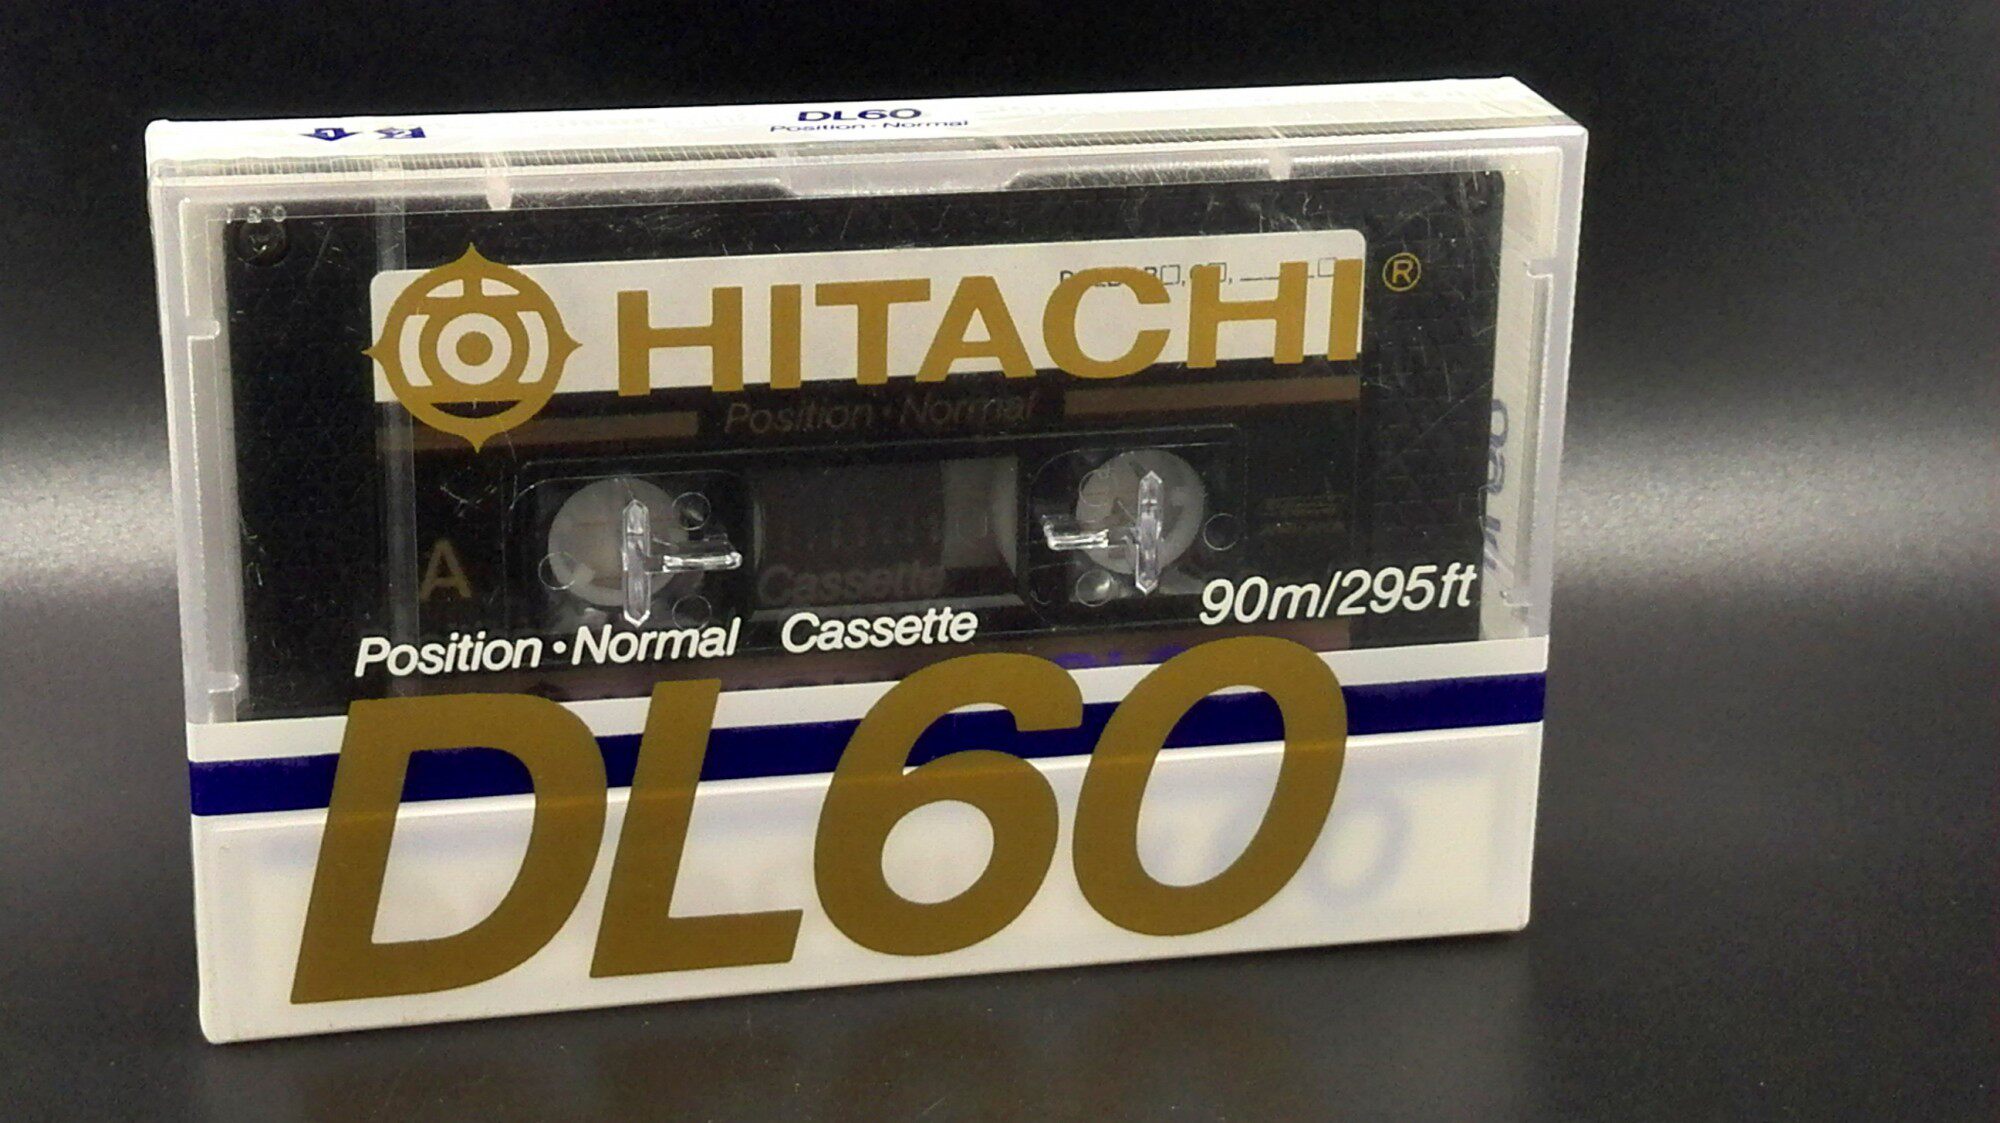 DL60
Position · Normal
HITACHI®
Position · Normal
A
Cassette
Position · Normal Cassette
90m/295ft
DL60